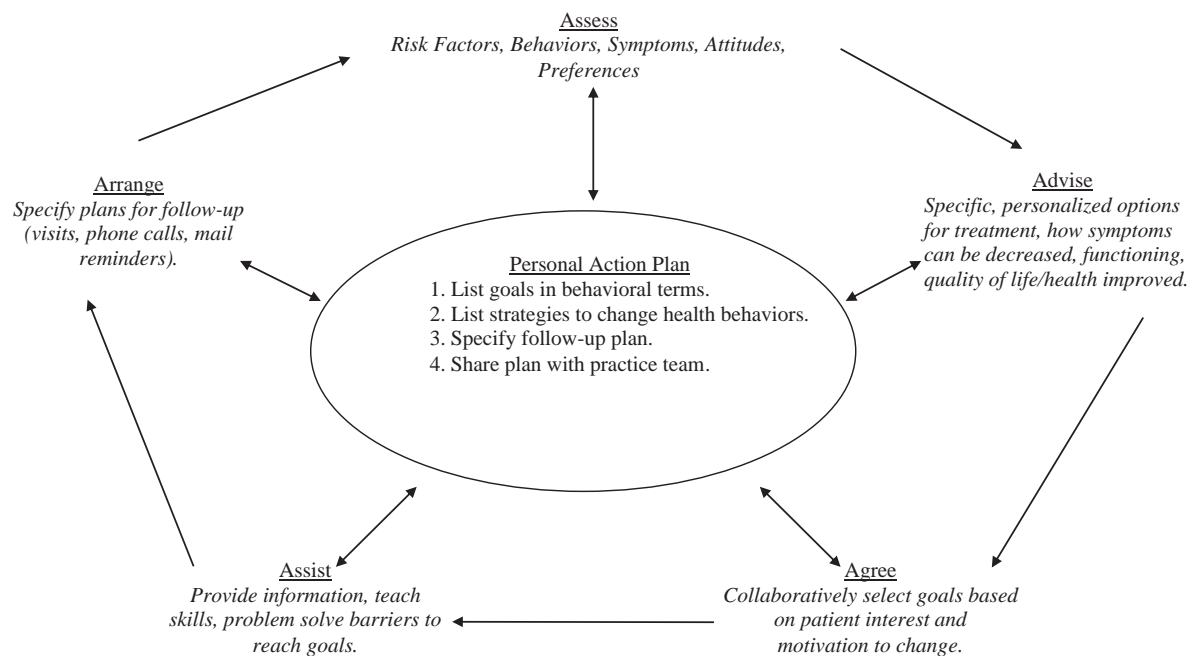 Assess
Risk Factors, Behaviors, Symptoms, Attitudes,
Preferences
Arrange
Specify plans for follow-up
(visits, phone calls, mail
reminders).
Advise
Specific, personalized options
for treatment, how symptoms
can be decreased, functioning,
quality of life/health improved.
Personal Action Plan
1. List goals in behavioral terms.
2. List strategies to change health behaviors.
3. Specify follow-up plan.
4. Share plan with practice team.
Assist
Provide information, teach
skills, problem solve barriers to
reach goals.
Agree
Collaboratively select goals based
on patient interest and
motivation to change.